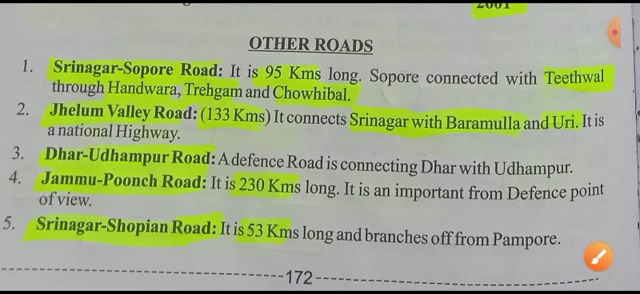 2001
OTHER ROADS
1. Srinagar-Sopore Road: It is 95 Kms long. Sopore connected with Teethwal
through Handwara, Trehgam and Chowhibal.
2. Jhelum Valley Road: (133 Kms) It connects Srinagar with Baramulla and Uri. It is
a national Highway.
3. Dhar-Udhampur Road: A defence Road is connecting Dhar with Udhampur.
4. Jammu-Poonch Road: It is 230 Kms long. It is an important from Defence point
of view.
5. Srinagar-Shopian Road: It is 53 Kms long and branches off from Pampore.
172